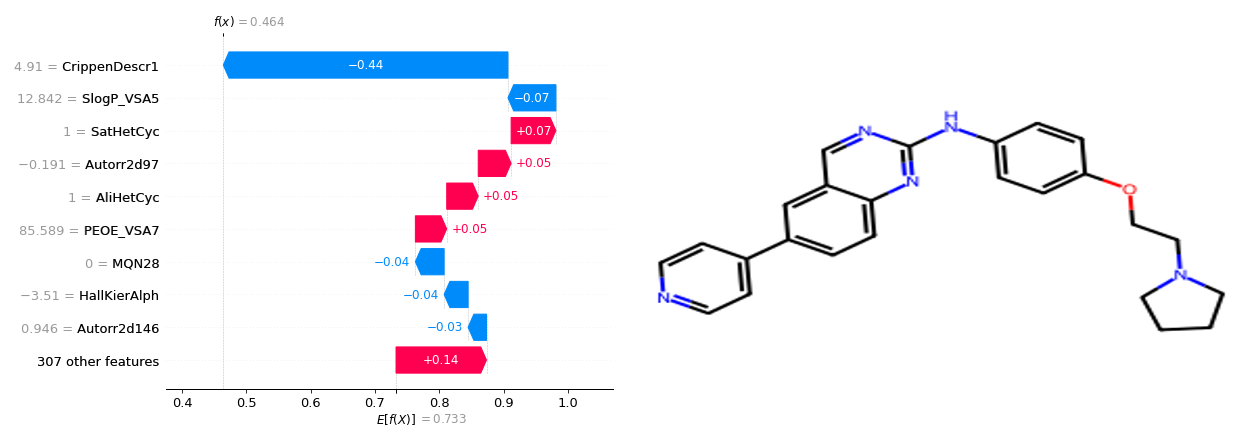 f(x) = 0.464
4.91 = CrippenDescr1
−0.44
12.842 = SlogP_VSA5
−0.07
1 = SatHetCyc
+0.07
−0.191 = Autorr2d97
+0.05
1 = AliHetCyc
+0.05
85.589 = PEOE_VSA7
+0.05
0 = MQN28
−0.04
−3.51 = HallKierAlph
−0.04
0.946 = Autorr2d146
−0.03
307 other features
+0.14
0.4 0.5 0.6 0.7 0.8 0.9 1.0
E[f(X)] = 0.733
H
N
N
N
O
N
N